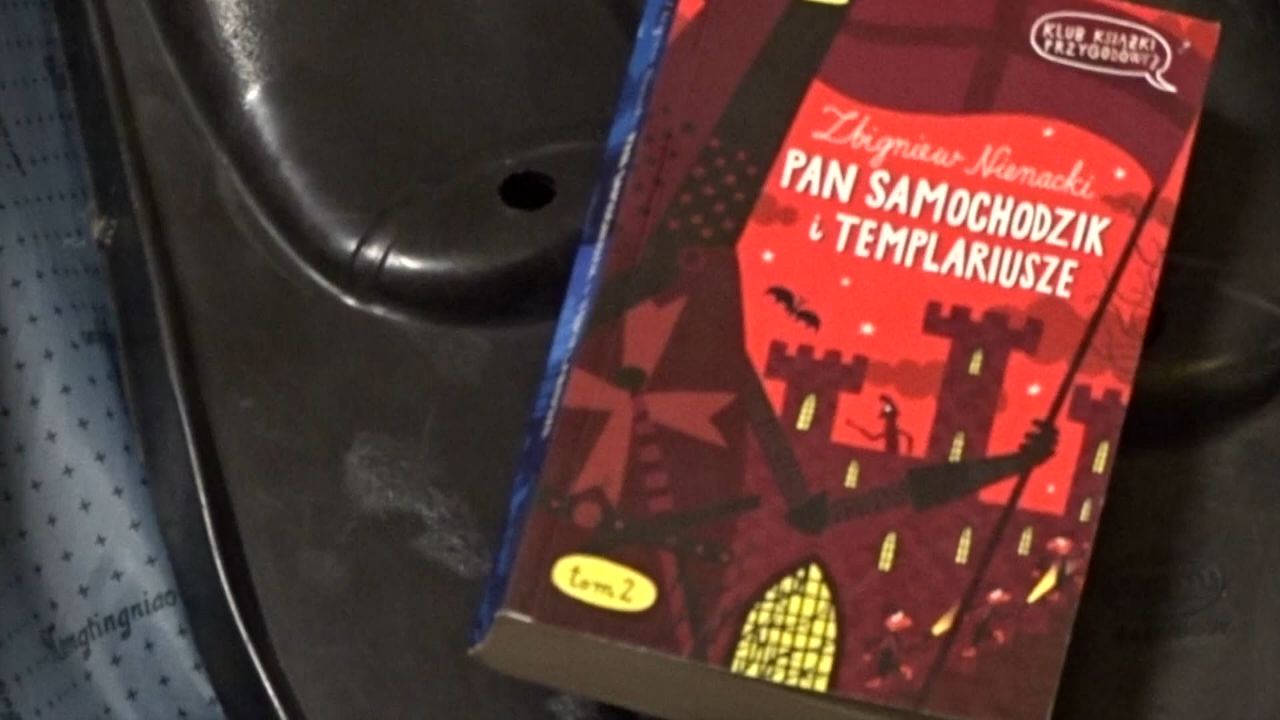 KLUB KSIĄŻKI
PRZYGODOWEJ
Zbigniew Nienacki
PAN SAMOCHODZIK
i TEMPLARIUSZE
tom 2